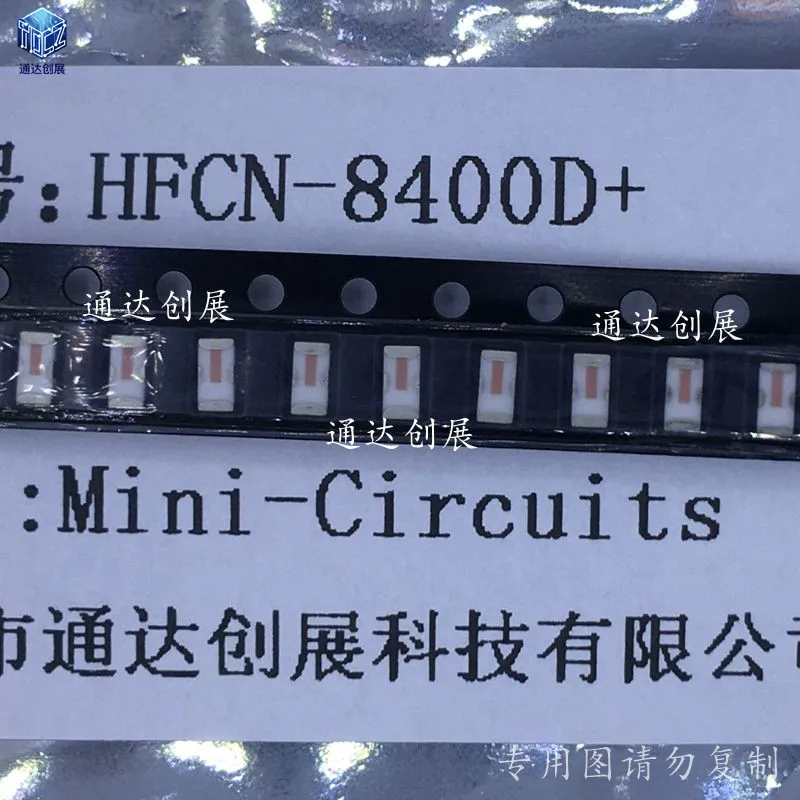 TDCZ
通达创展
号:HFCN-8400D+
通达创展
通达创展
通达创展
:Mini-Circuits
市通达创展科技有限公司
专用图请勿复制